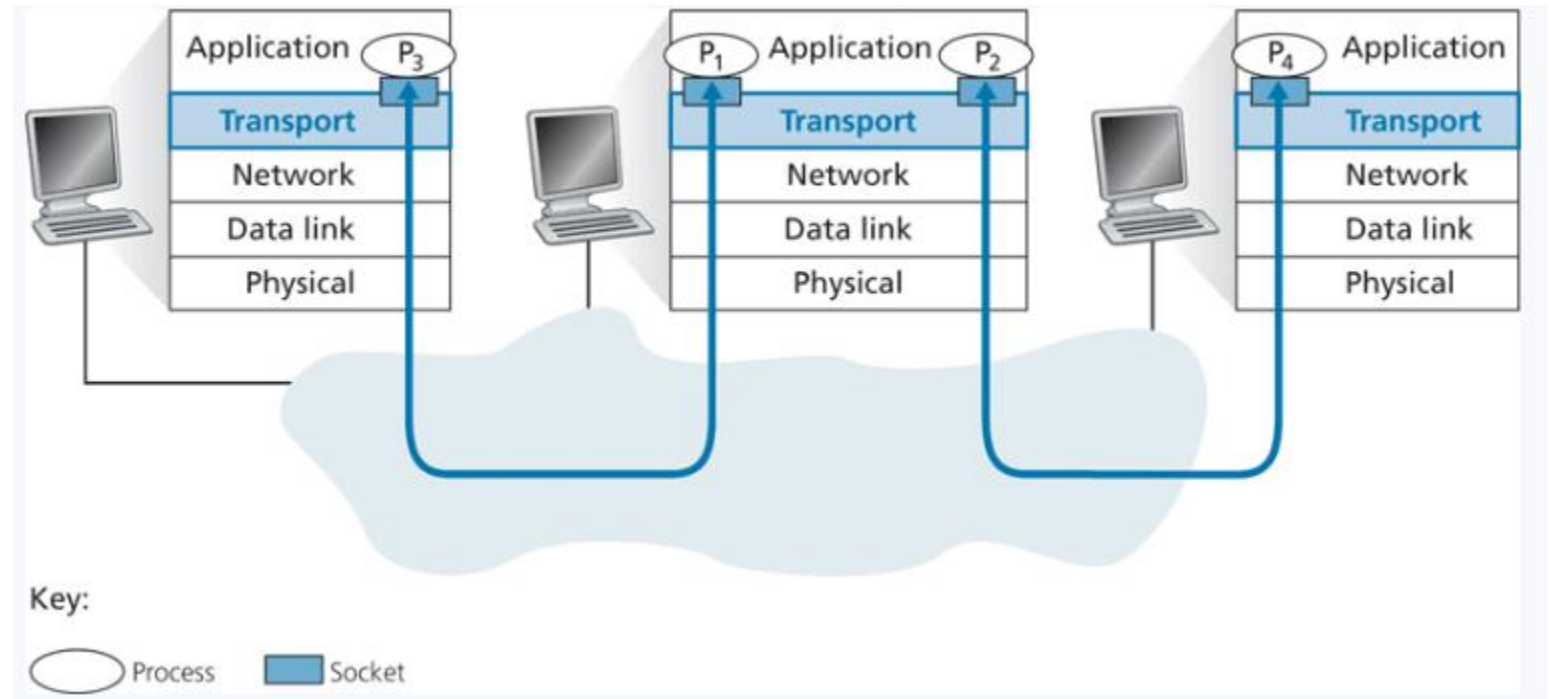 Application P₃
Transport
Network
Data link
Physical
P₁ Application P₂
Transport
Network
Data link
Physical
P₄ Application
Transport
Network
Data link
Physical
Key:
Process Socket